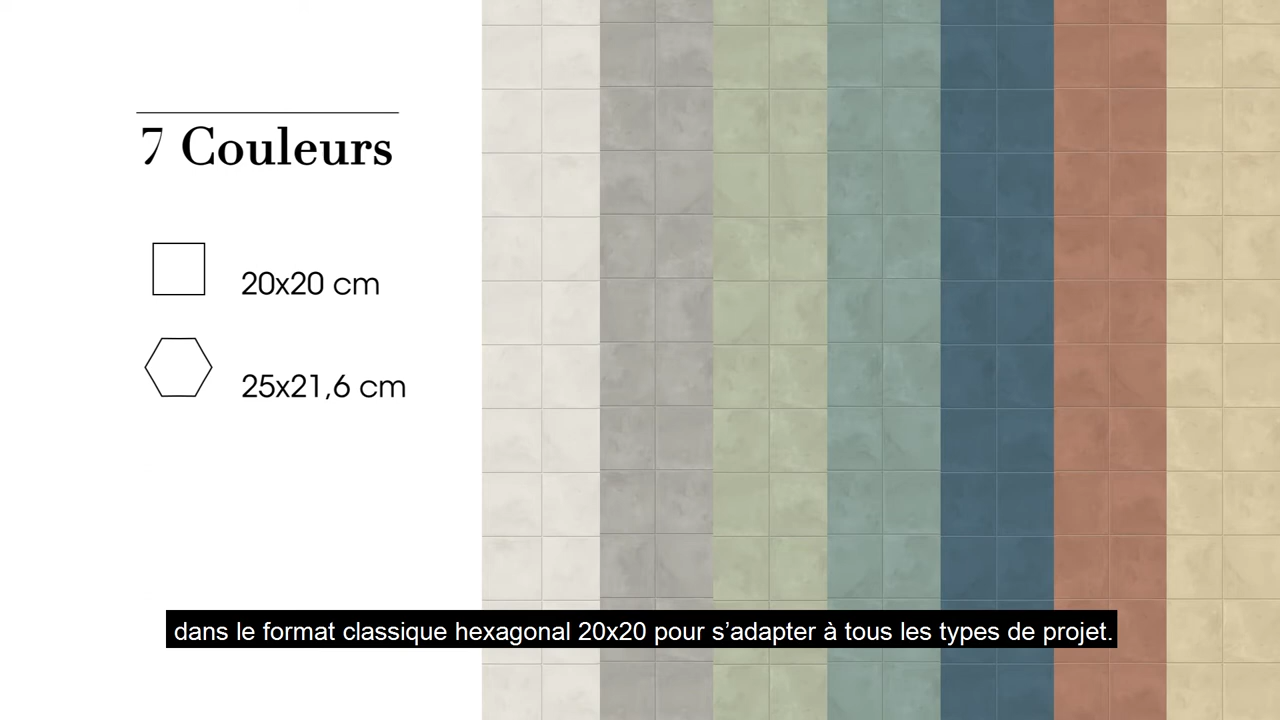 7 Couleurs
20x20 cm
25x21,6 cm
dans le format classique hexagonal 20x20 pour s’adapter à tous les types de projet.